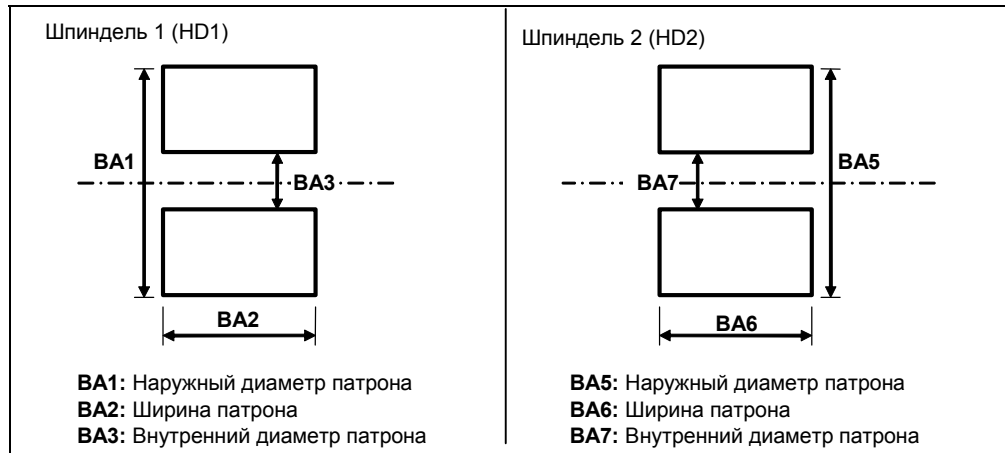 Шпиндель 1 (HD1)
BA1
BA3
BA2
BA1: Наружный диаметр патрона
BA2: Ширина патрона
BA3: Внутренний диаметр патрона
Шпиндель 2 (HD2)
BA7
BA5
BA6
BA5: Наружный диаметр патрона
BA6: Ширина патрона
BA7: Внутренний диаметр патрона